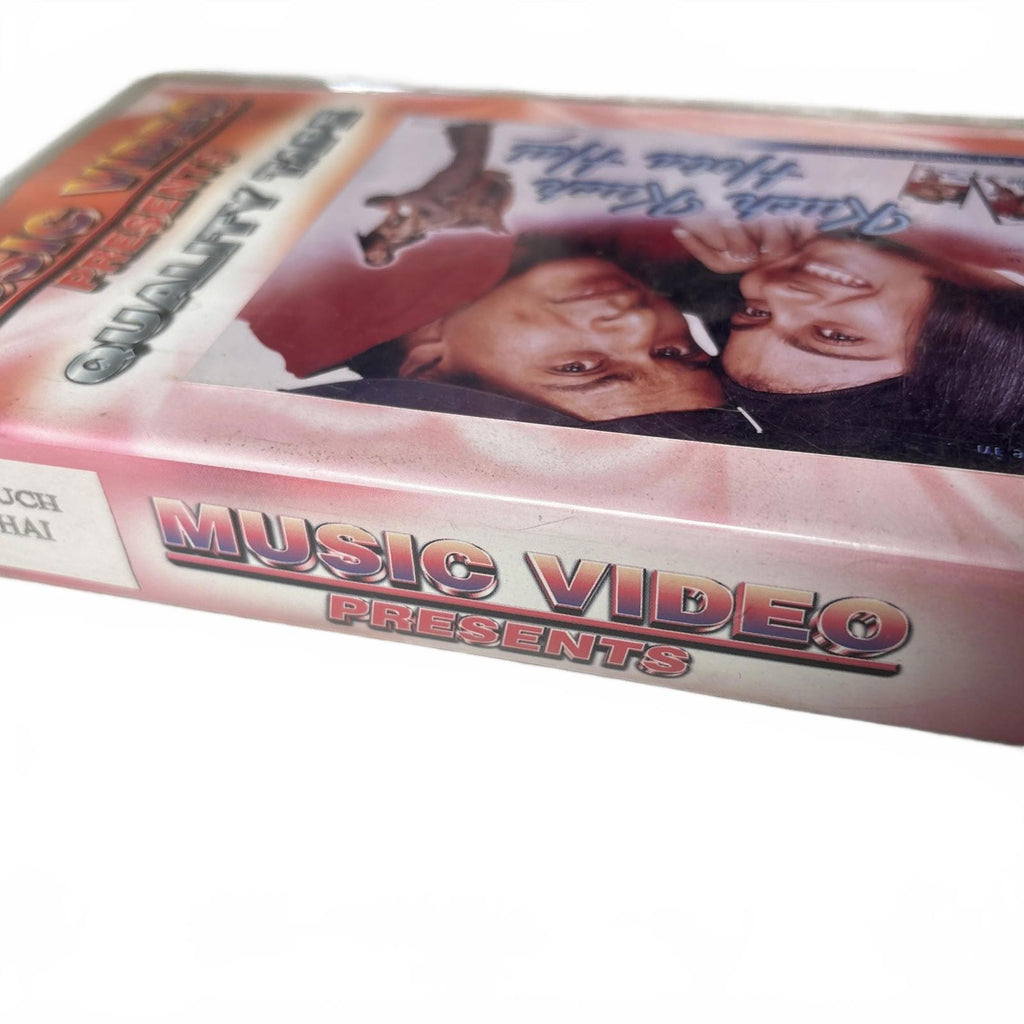 MUSIC VIDEO
PRESENTS
QUALITY TAPE
Kuch Kuch
Hota Hai
UCH
HAI
MUSIC VIDEO
PRESENTS